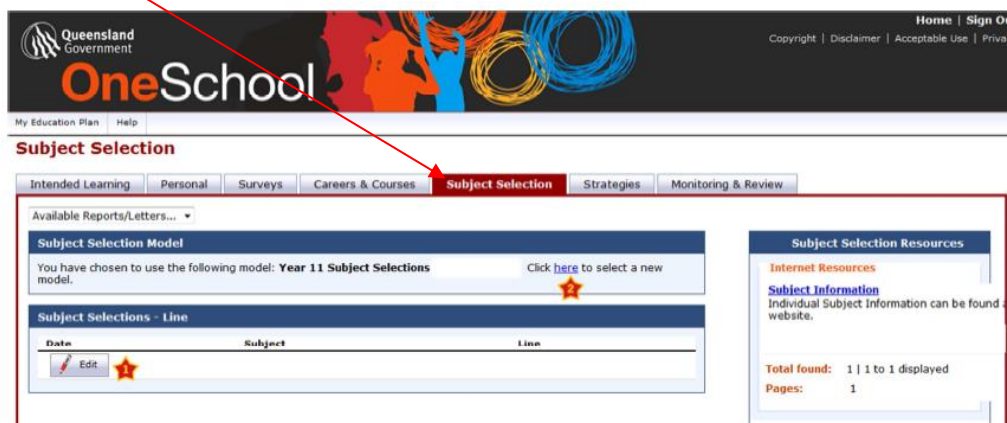 Home | Sign
Queensland
Government
Copyright | Disclaimer | Acceptable Use |
OneSchool
My Education Plan Help
Subject Selection
Intended Learning Personal Surveys Careers & Courses Subject Selection Strategies Monitoring & Review
Available Reports/Letters...
Subject Selection Model
You have chosen to use the following model: Year 11 Subject Selections Click here to select a new
model.
2
Subject Selections - Line
Date Subject Line
Edit 1
Subject Selection Resources
Internet Resources
Subject Information
Individual Subject Information can be found
website.
Total found: 1 | 1 to 1 displayed
Pages: 1